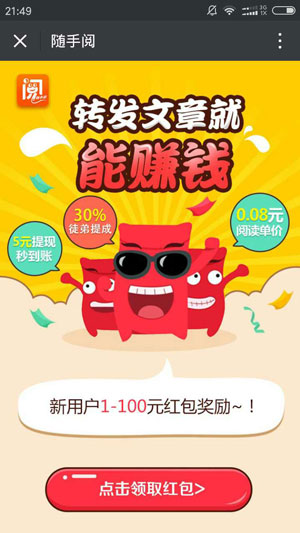 21:49
3G
1X
随手阅
阅
转发文章就
能赚钱
30%
徒弟提成
0.08元
阅读单价
5元提现
秒到账
新用户1-100元红包奖励~！
点击领取红包>